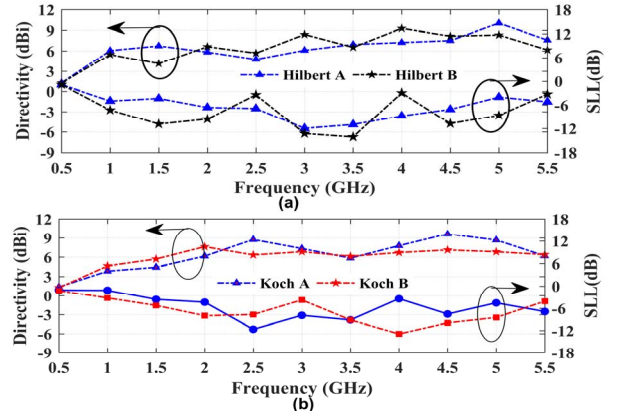 Directivity (dBi)
12
9
6
3
0
-3
-6
-9
Hilbert A
Hilbert B
18
12
6
0
-6
-12
-18
SLL(dB)
0.5 1 1.5 2 2.5 3 3.5 4 4.5 5 5.5
Frequency (GHz)
(a)
Directivity (dBi)
12
9
6
3
0
-3
-6
-9
Koch A
Koch B
18
12
6
0
-6
-12
-18
SLL(dB)
0.5 1 1.5 2 2.5 3 3.5 4 4.5 5 5.5
Frequency (GHz)
(b)